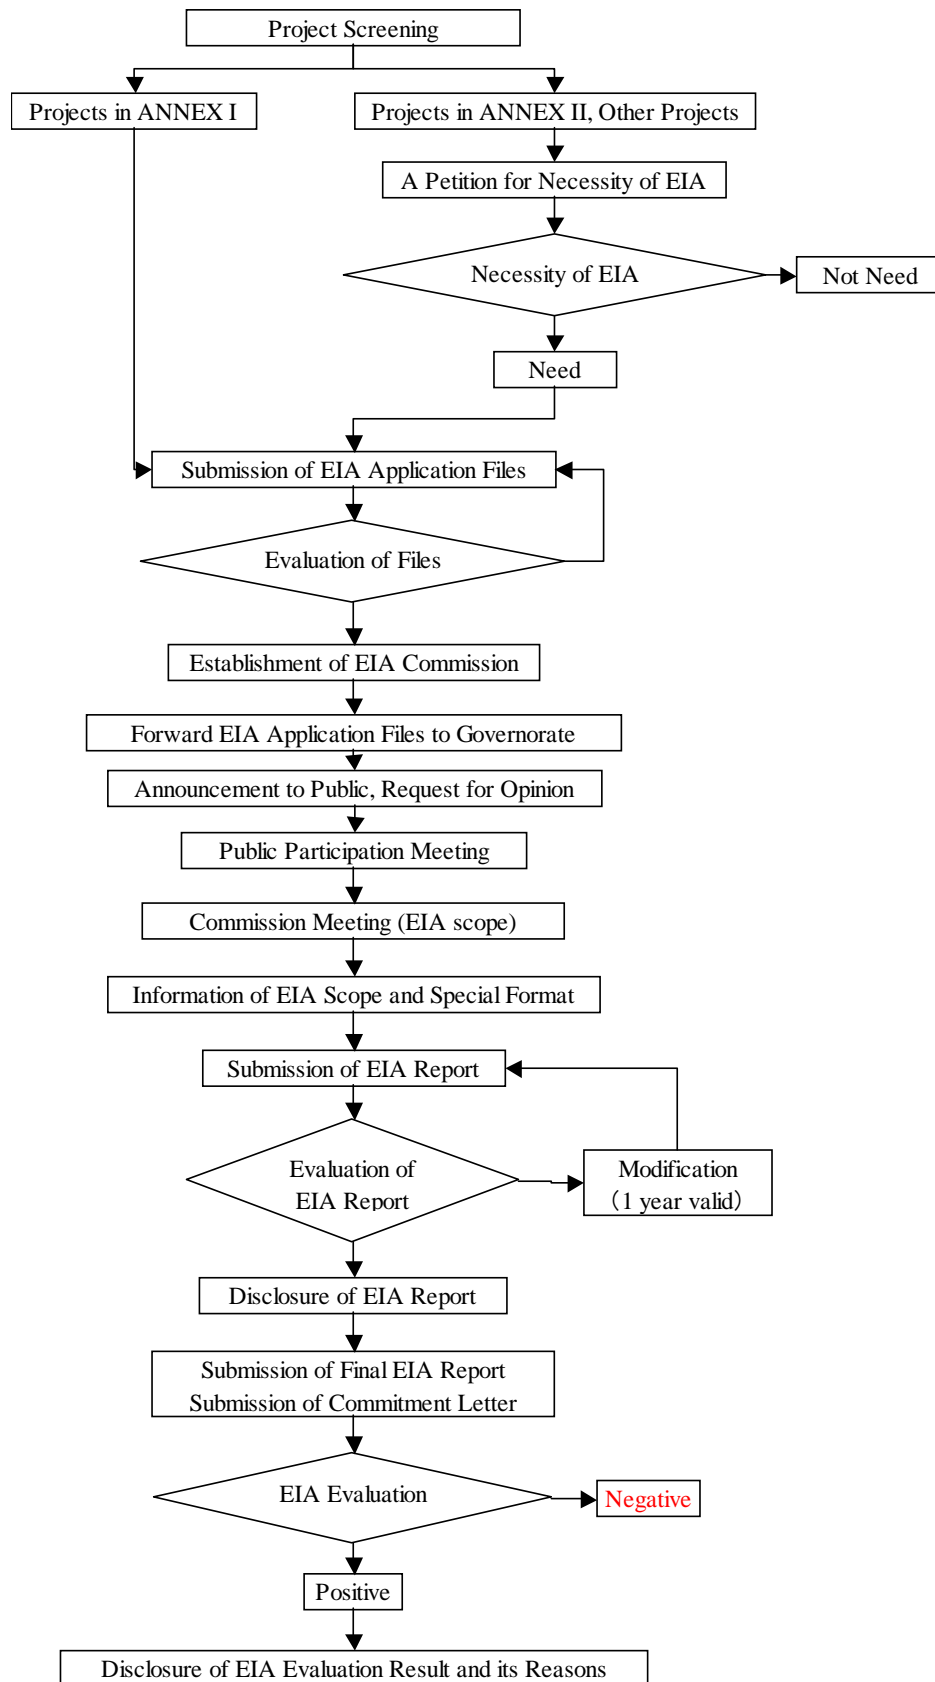 Project Screening
Projects in ANNEX I
Projects in ANNEX II, Other Projects
A Petition for Necessity of EIA
Necessity of EIA
Not Need
Need
Submission of EIA Application Files
Evaluation of Files
Establishment of EIA Commission
Forward EIA Application Files to Governorate
Announcement to Public, Request for Opinion
Public Participation Meeting
Commission Meeting (EIA scope)
Information of EIA Scope and Special Format
Submission of EIA Report
Evaluation of
EIA Report
Modification
（1 year valid）
Disclosure of EIA Report
Submission of Final EIA Report
Submission of Commitment Letter
EIA Evaluation
Negative
Positive
Disclosure of EIA Evaluation Result and its Reasons